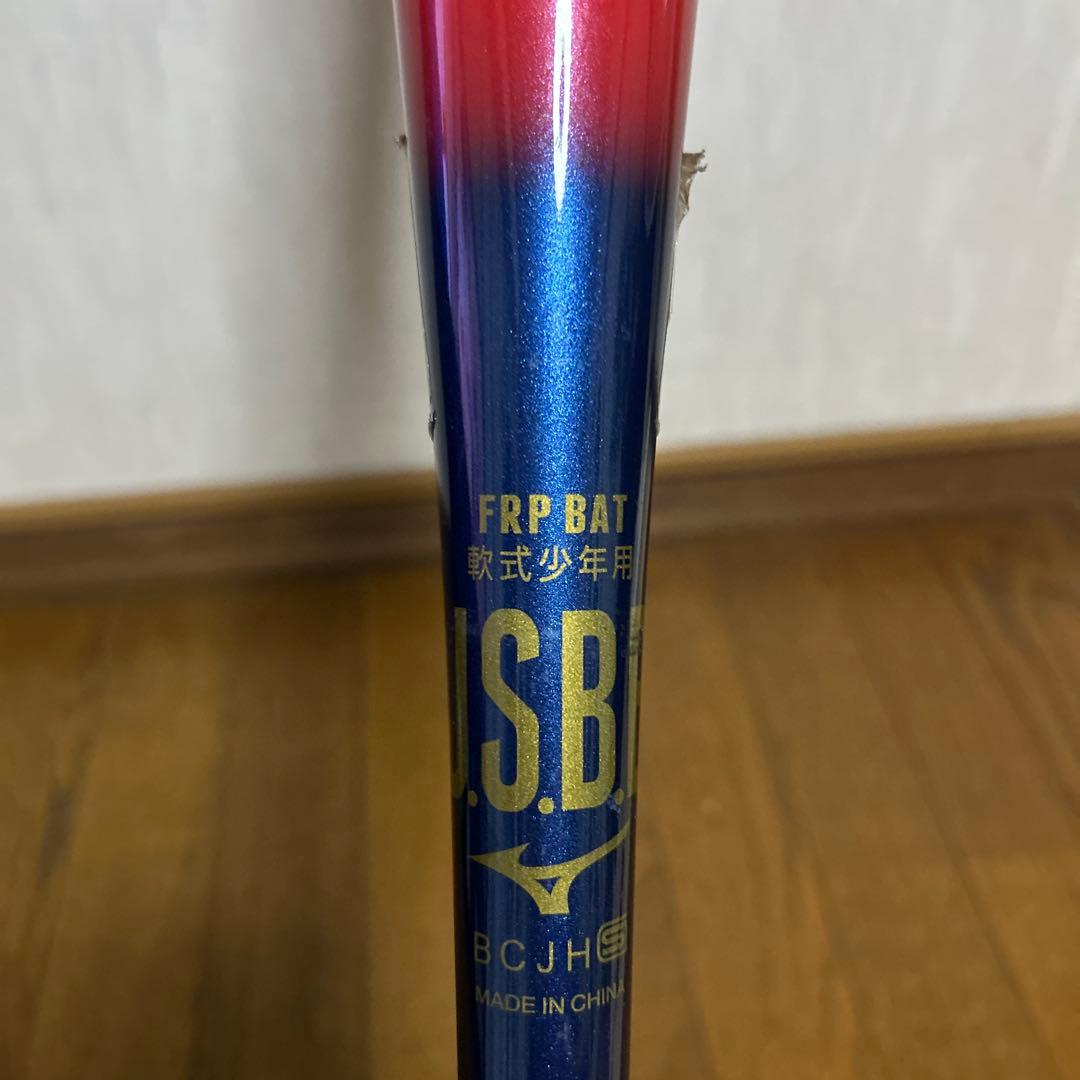 FRP BAT
軟式少年用
J.S.B.B
BCJH S
MADE IN CHINA